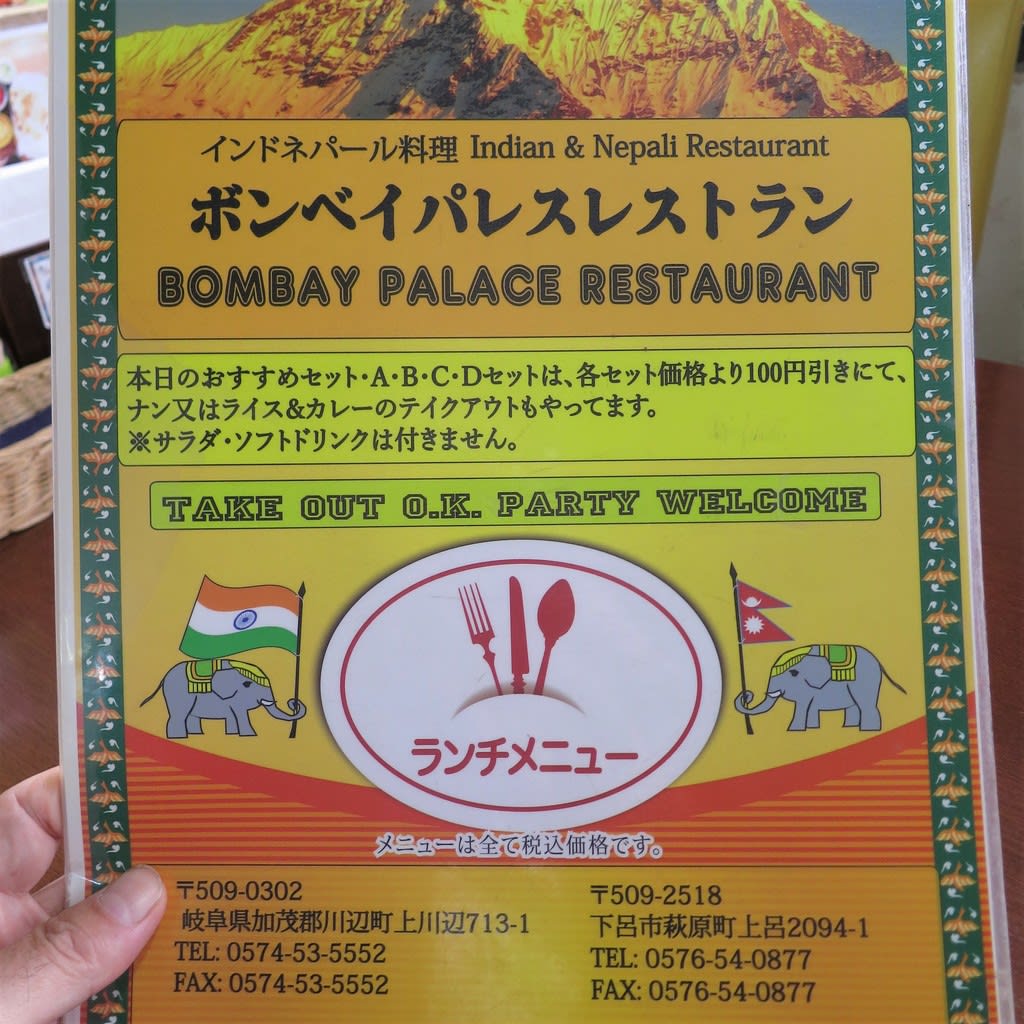 インドネパール料理 Indian & Nepali Restaurant
ボンベイパレスレストラン
BOMBAY PALACE RESTAURANT
本日のおすすめセット・A・B・C・Dセットは、各セット価格より100円引きにて、
ナン又はライス&カレーのテイクアウトもやってます。
※サラダ・ソフトドリンクは付きません。
TAKE OUT O.K. PARTY WELCOME
ランチメニュー
メニューは全て税込価格です。
〒509-0302
岐阜県加茂郡川辺町上川辺713-1
TEL: 0574-53-5552
FAX: 0574-53-5552
〒509-2518
下呂市萩原町上呂2094-1
TEL: 0576-54-0877
FAX: 0576-54-0877